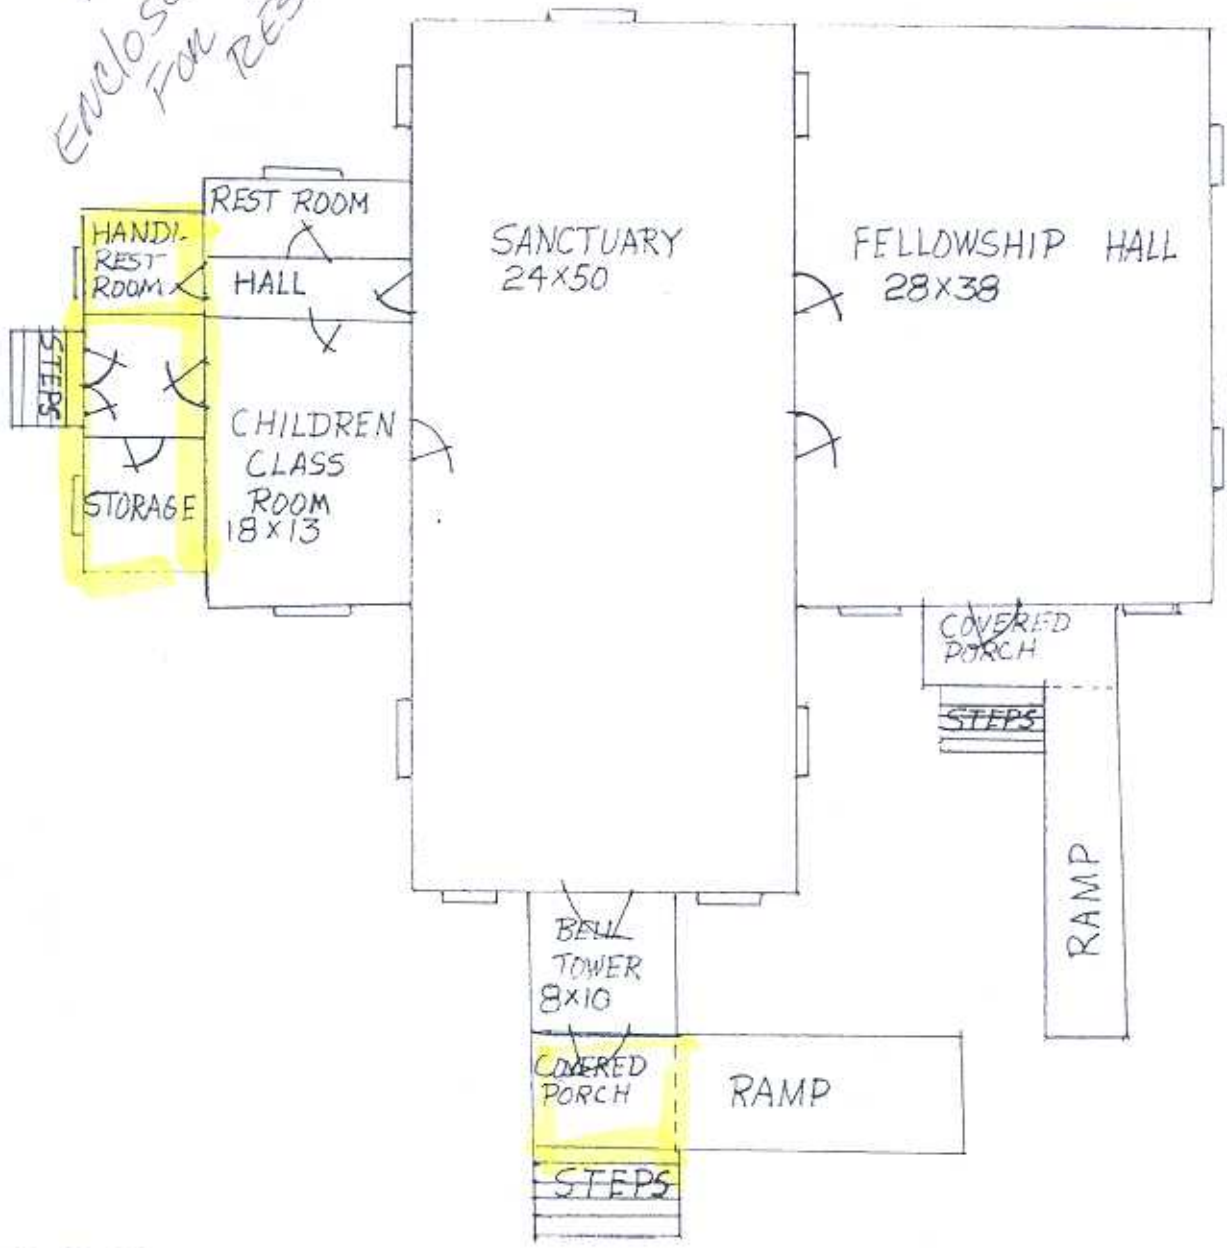 FOR
REST ROOM
HANDI-
REST
ROOM
HALL
STEPS
STORAGE
CHILDREN
CLASS
ROOM
18X13
SANCTUARY
24X50
FELLOWSHIP HALL
28X38
COVERED
PORCH
STEPS
RAMP
BELL
TOWER
8X10
COVERED
PORCH
RAMP
STEPS